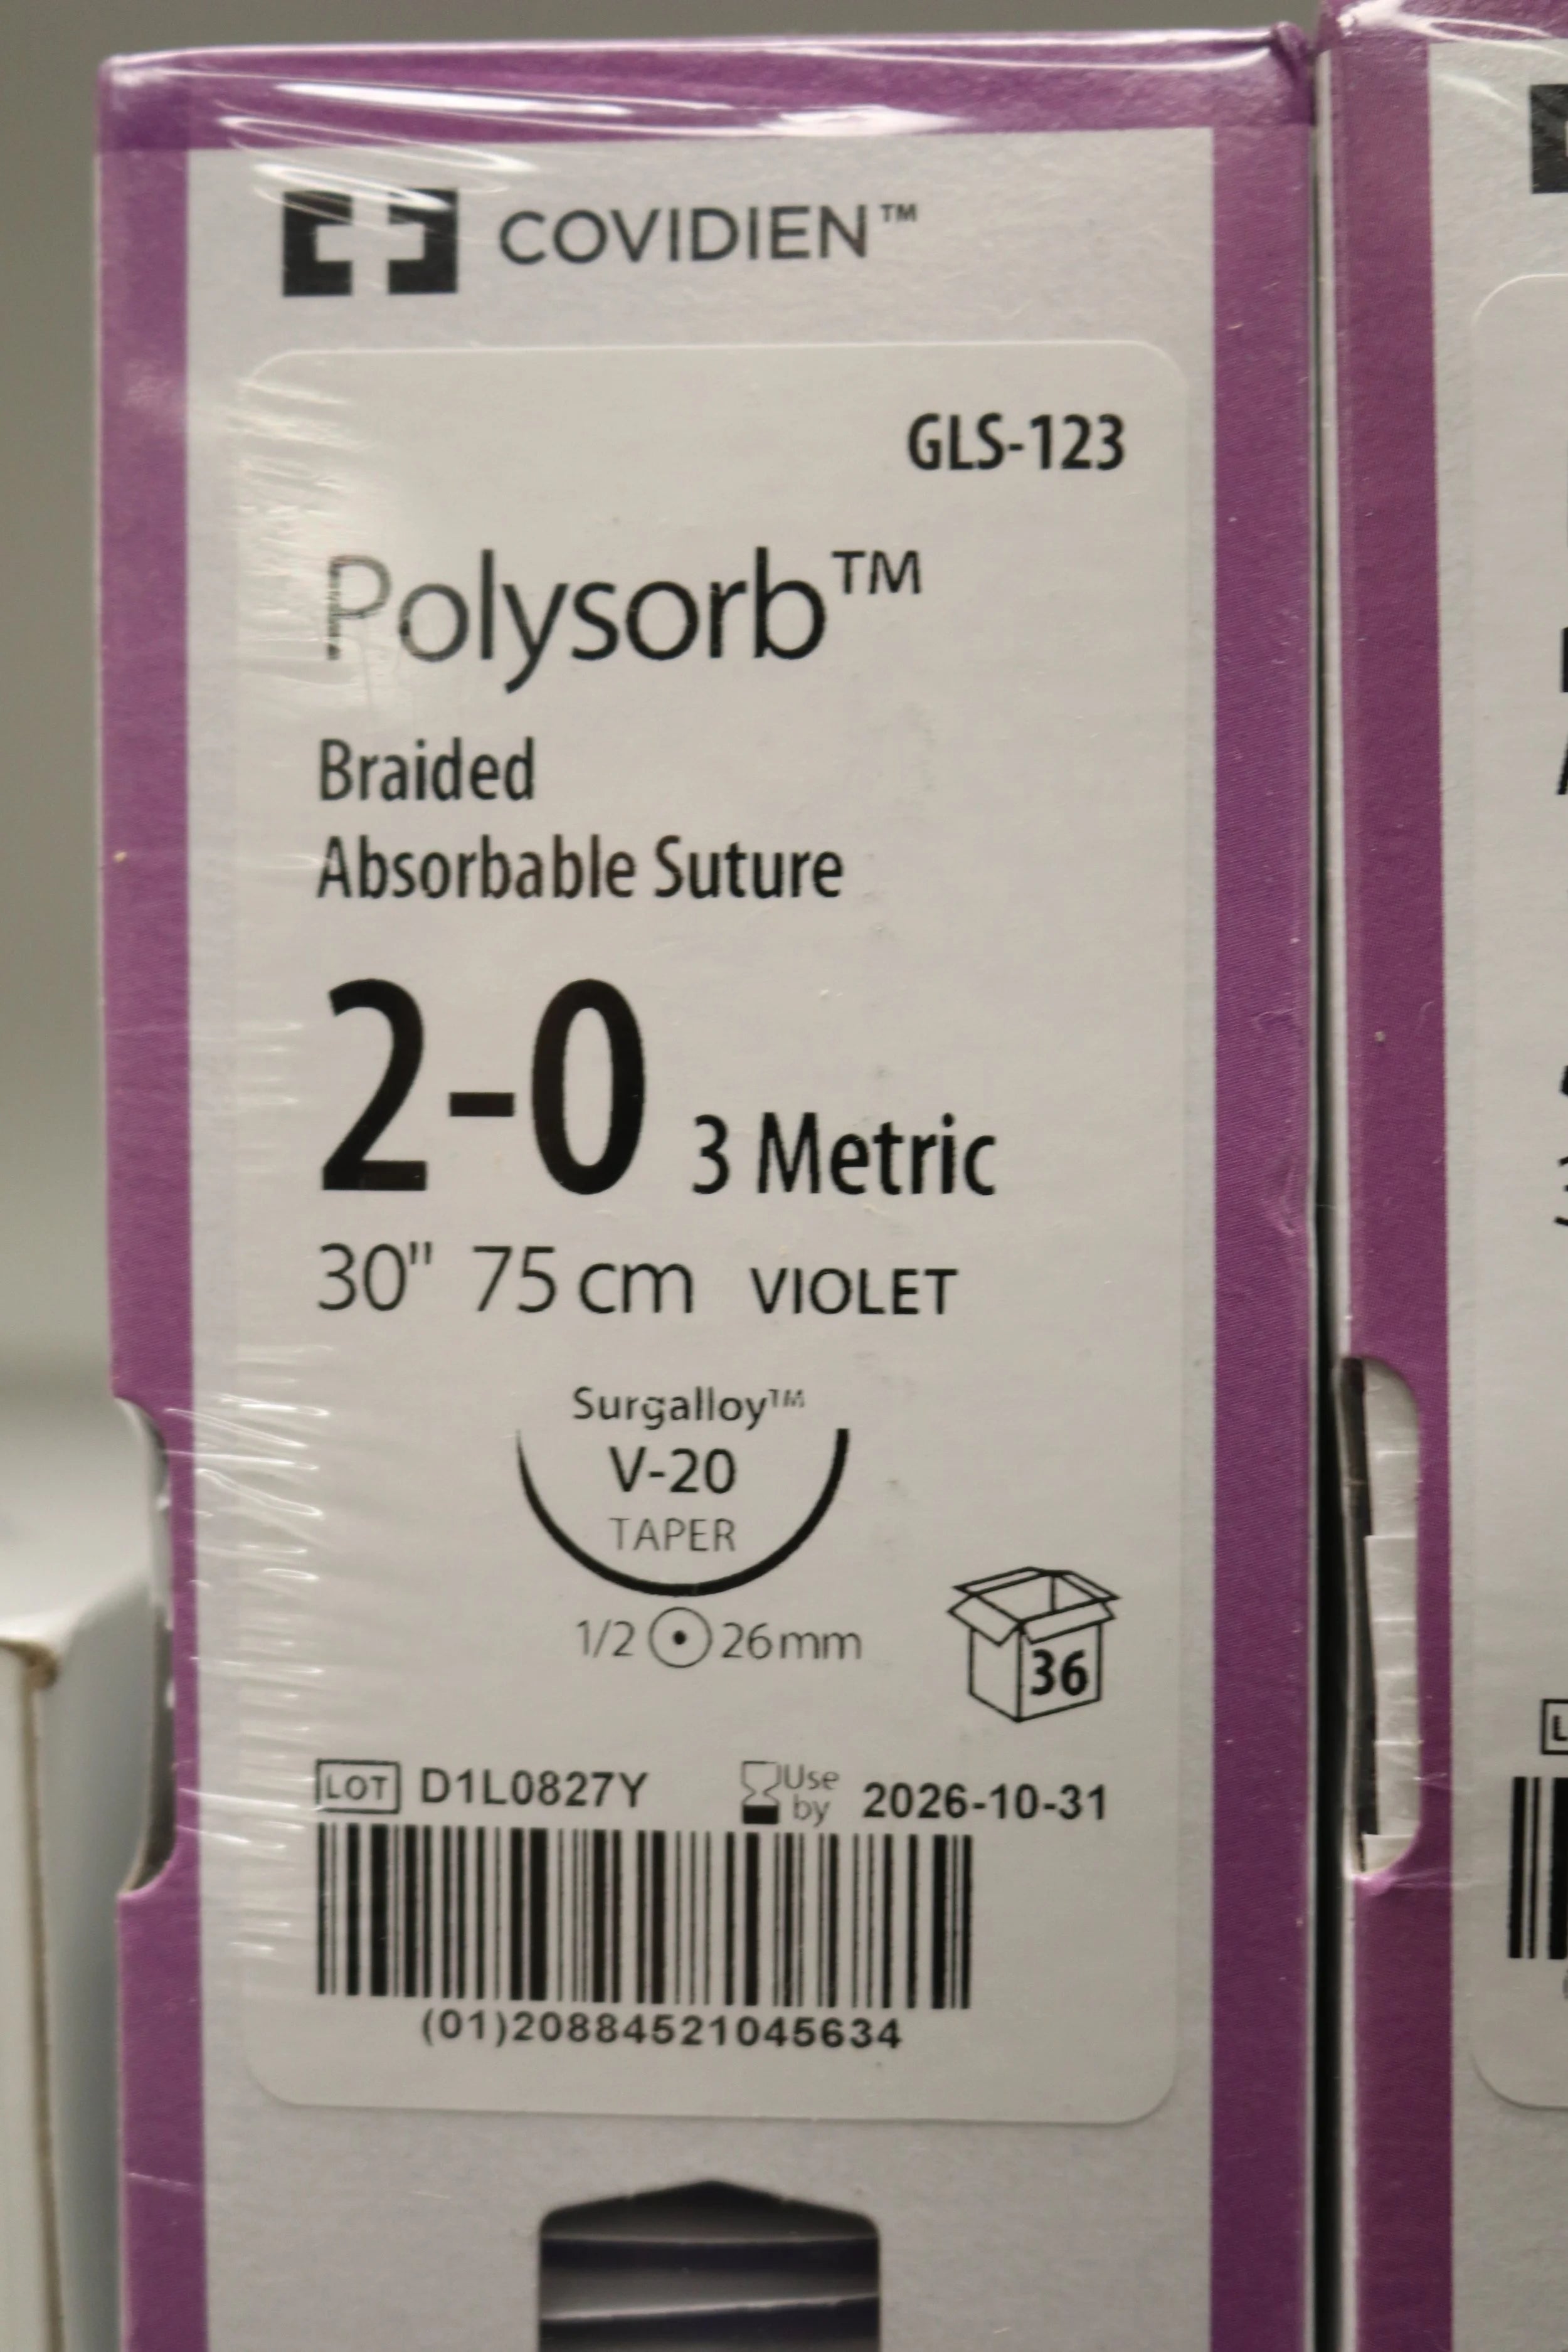 COVIDIEN™
GLS-123
Polysorb™
Braided
Absorbable Suture
2-0 3 Metric
30" 75 cm VIOLET
Surgalloy™
V-20
TAPER
1/2 26mm
36
LOT D1L0827Y Use by 2026-10-31
(01)20884521045634